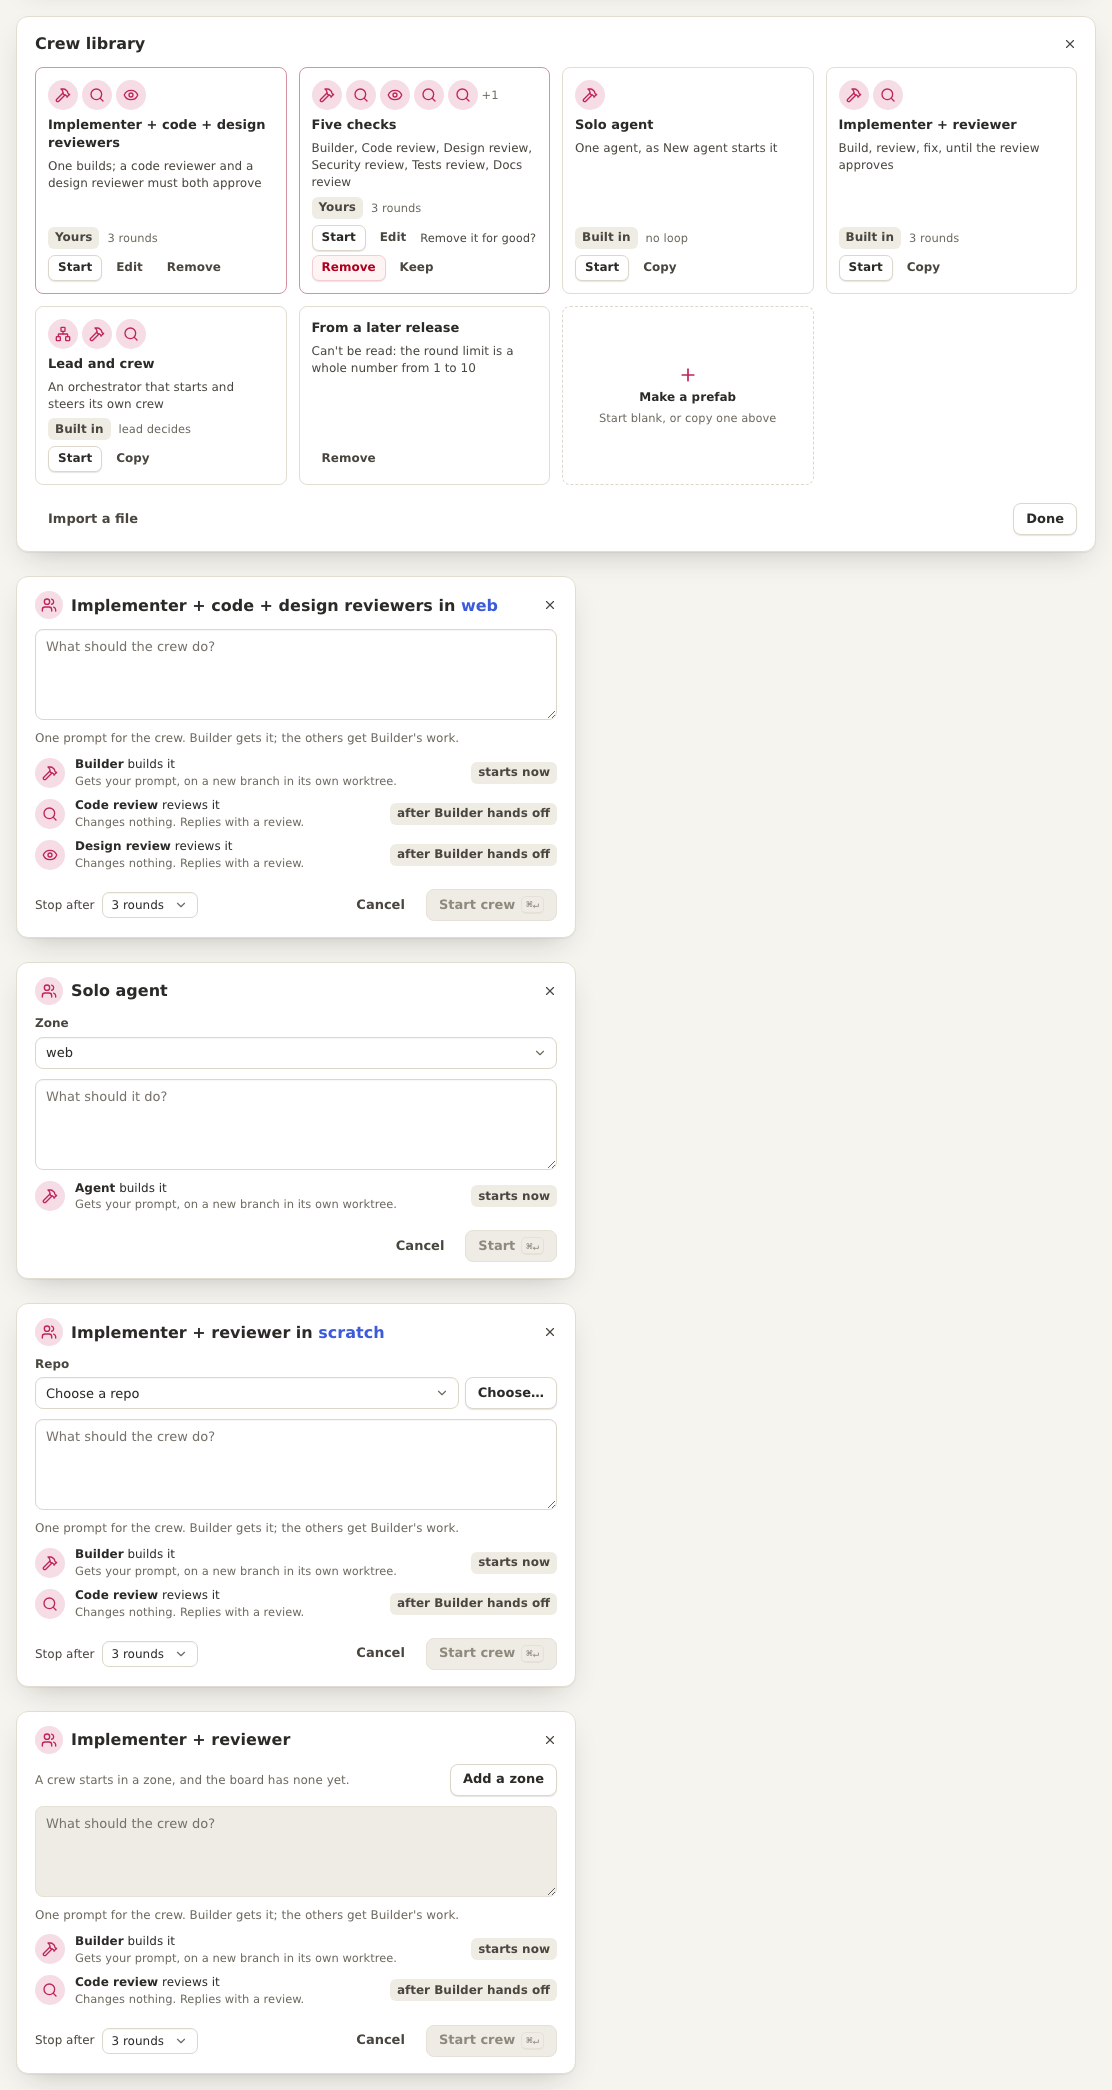 Crew library
+1
Implementer + code + design
reviewers
One builds; a code reviewer and a
design reviewer must both approve
Yours 3 rounds
Start Edit Remove
Five checks
Builder, Code review, Design review,
Security review, Tests review, Docs
review
Yours 3 rounds
Start Edit Remove it for good?
Remove Keep
Solo agent
One agent, as New agent starts it
Built in no loop
Start Copy
Implementer + reviewer
Build, review, fix, until the review
approves
Built in 3 rounds
Start Copy
Lead and crew
An orchestrator that starts and
steers its own crew
Built in lead decides
Start Copy
From a later release
Can't be read: the round limit is a
whole number from 1 to 10
Remove
Make a prefab
Start blank, or copy one above
Import a file
Done
Implementer + code + design reviewers in web
What should the crew do?
One prompt for the crew. Builder gets it; the others get Builder's work.
Builder builds it
Gets your prompt, on a new branch in its own worktree.
starts now
Code review reviews it
Changes nothing. Replies with a review.
after Builder hands off
Design review reviews it
Changes nothing. Replies with a review.
after Builder hands off
Stop after 3 rounds Cancel Start crew ⌘↵
Solo agent
Zone
web
What should it do?
Agent builds it
Gets your prompt, on a new branch in its own worktree.
starts now
Cancel Start ⌘↵
Implementer + reviewer in scratch
Repo
Choose a repo Choose…
What should the crew do?
One prompt for the crew. Builder gets it; the others get Builder's work.
Builder builds it
Gets your prompt, on a new branch in its own worktree.
starts now
Code review reviews it
Changes nothing. Replies with a review.
after Builder hands off
Stop after 3 rounds Cancel Start crew ⌘↵
Implementer + reviewer
A crew starts in a zone, and the board has none yet. Add a zone
What should the crew do?
One prompt for the crew. Builder gets it; the others get Builder's work.
Builder builds it
Gets your prompt, on a new branch in its own worktree.
starts now
Code review reviews it
Changes nothing. Replies with a review.
after Builder hands off
Stop after 3 rounds Cancel Start crew ⌘↵